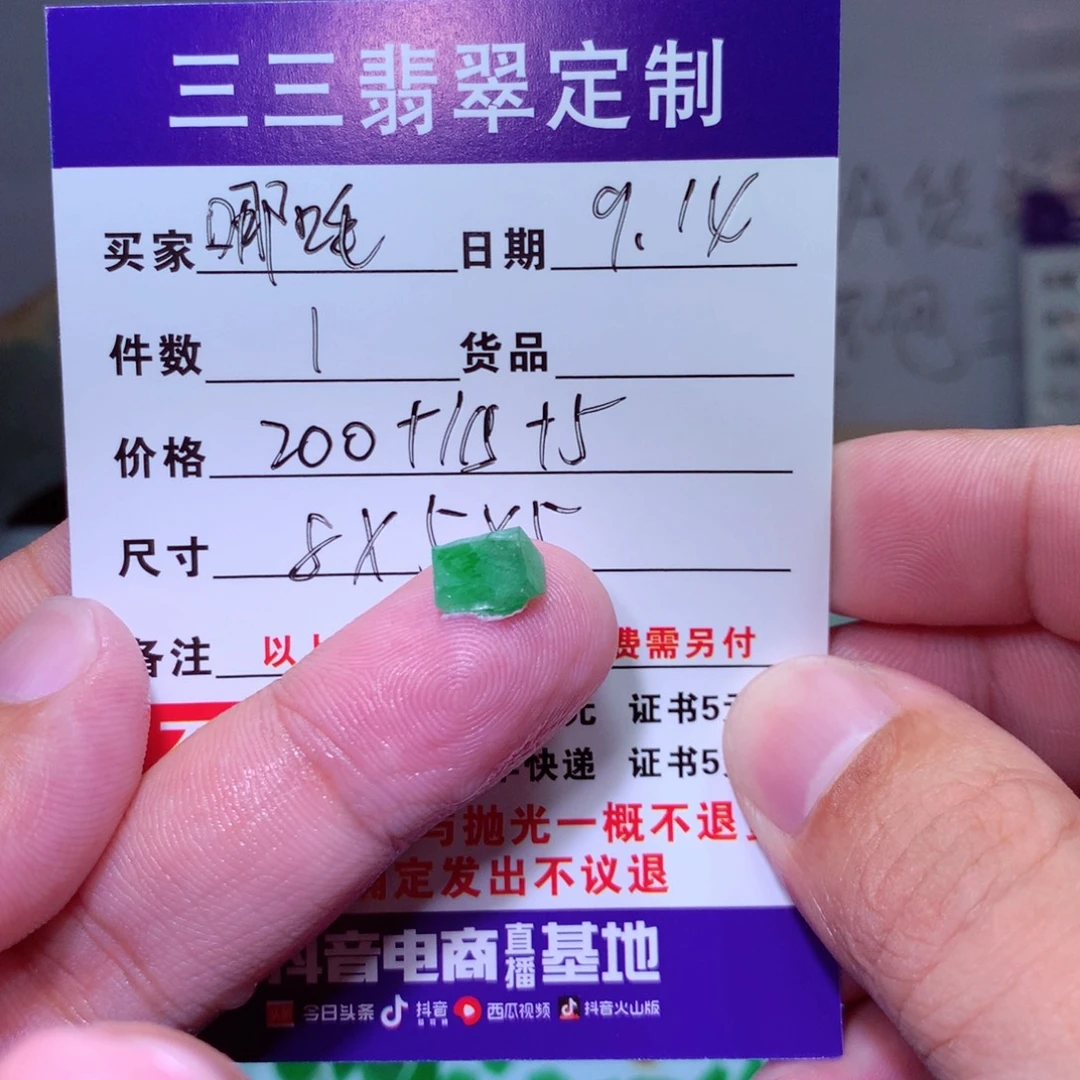 三三翡翠定制
买家 哪吒 日期 9.14
件数 1 货品
价格 200+18+5
尺寸 8X5X5
备注 以 费需另付
元 证书5元
快递 证书5
与抛光一概不退
定发出不议退
抖音电商直播基地
今日头条 抖音 西瓜视频 抖音火山版